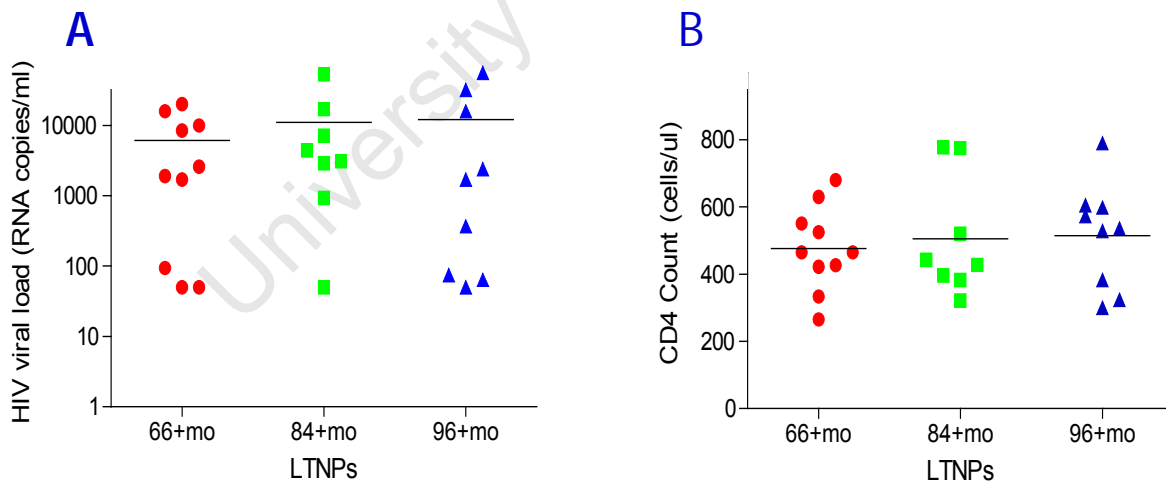 A
B
University
HIV viral load (RNA copies/ml)
10000
1000
100
10
1
66+mo
84+mo
96+mo
LTNPs
CD4 Count (cells/ul)
800
600
400
200
0
66+mo
84+mo
96+mo
LTNPs